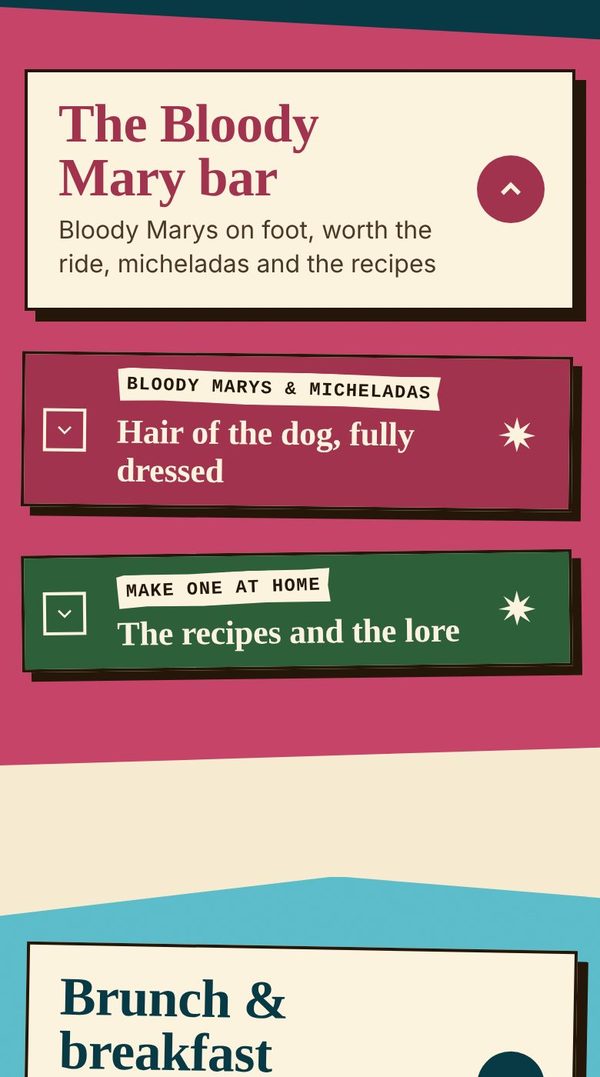 The Bloody
Mary bar
Bloody Marys on foot, worth the
ride, micheladas and the recipes
BLOODY MARYS & MICHELADAS
Hair of the dog, fully
dressed
MAKE ONE AT HOME
The recipes and the lore
Brunch &
breakfast